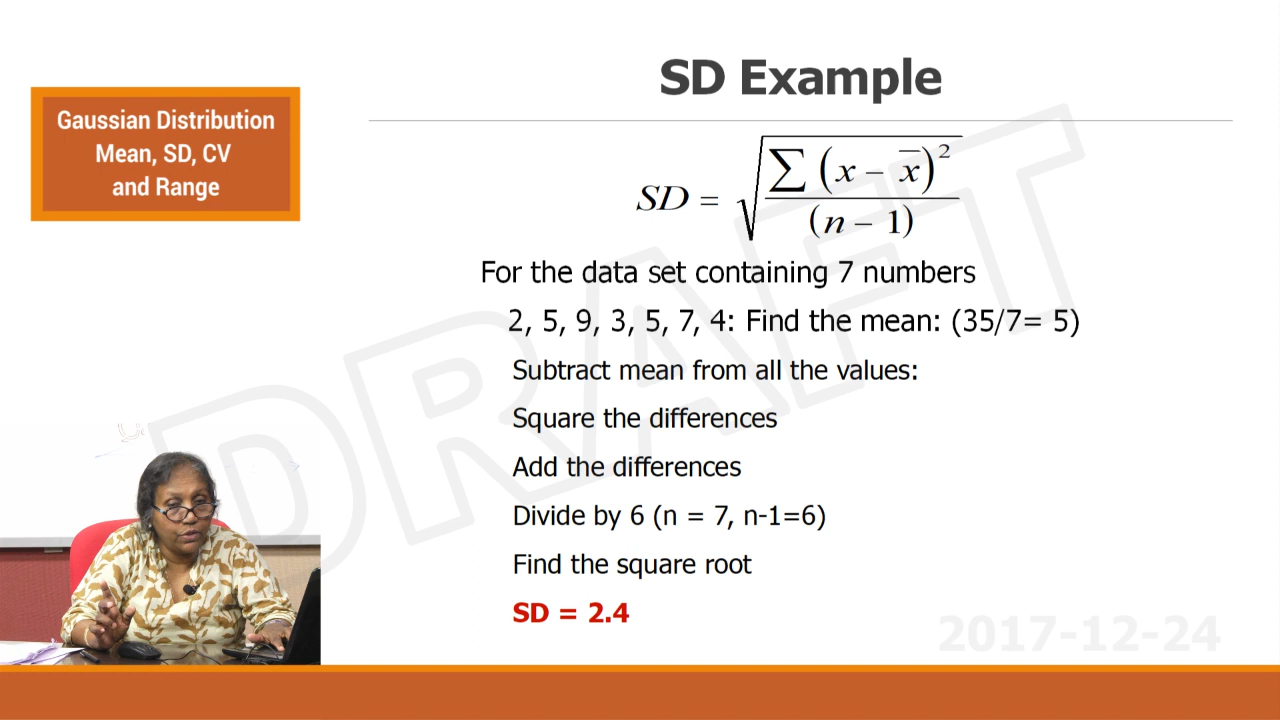 SD Example
Gaussian Distribution
Mean, SD, CV
and Range
SD = √(∑(x – x̄)² / (n – 1))
For the data set containing 7 numbers
2, 5, 9, 3, 5, 7, 4: Find the mean: (35/7= 5)
Subtract mean from all the values:
Square the differences
Add the differences
Divide by 6 (n = 7, n-1=6)
Find the square root
SD = 2.4
DRAFT
2017-12-24